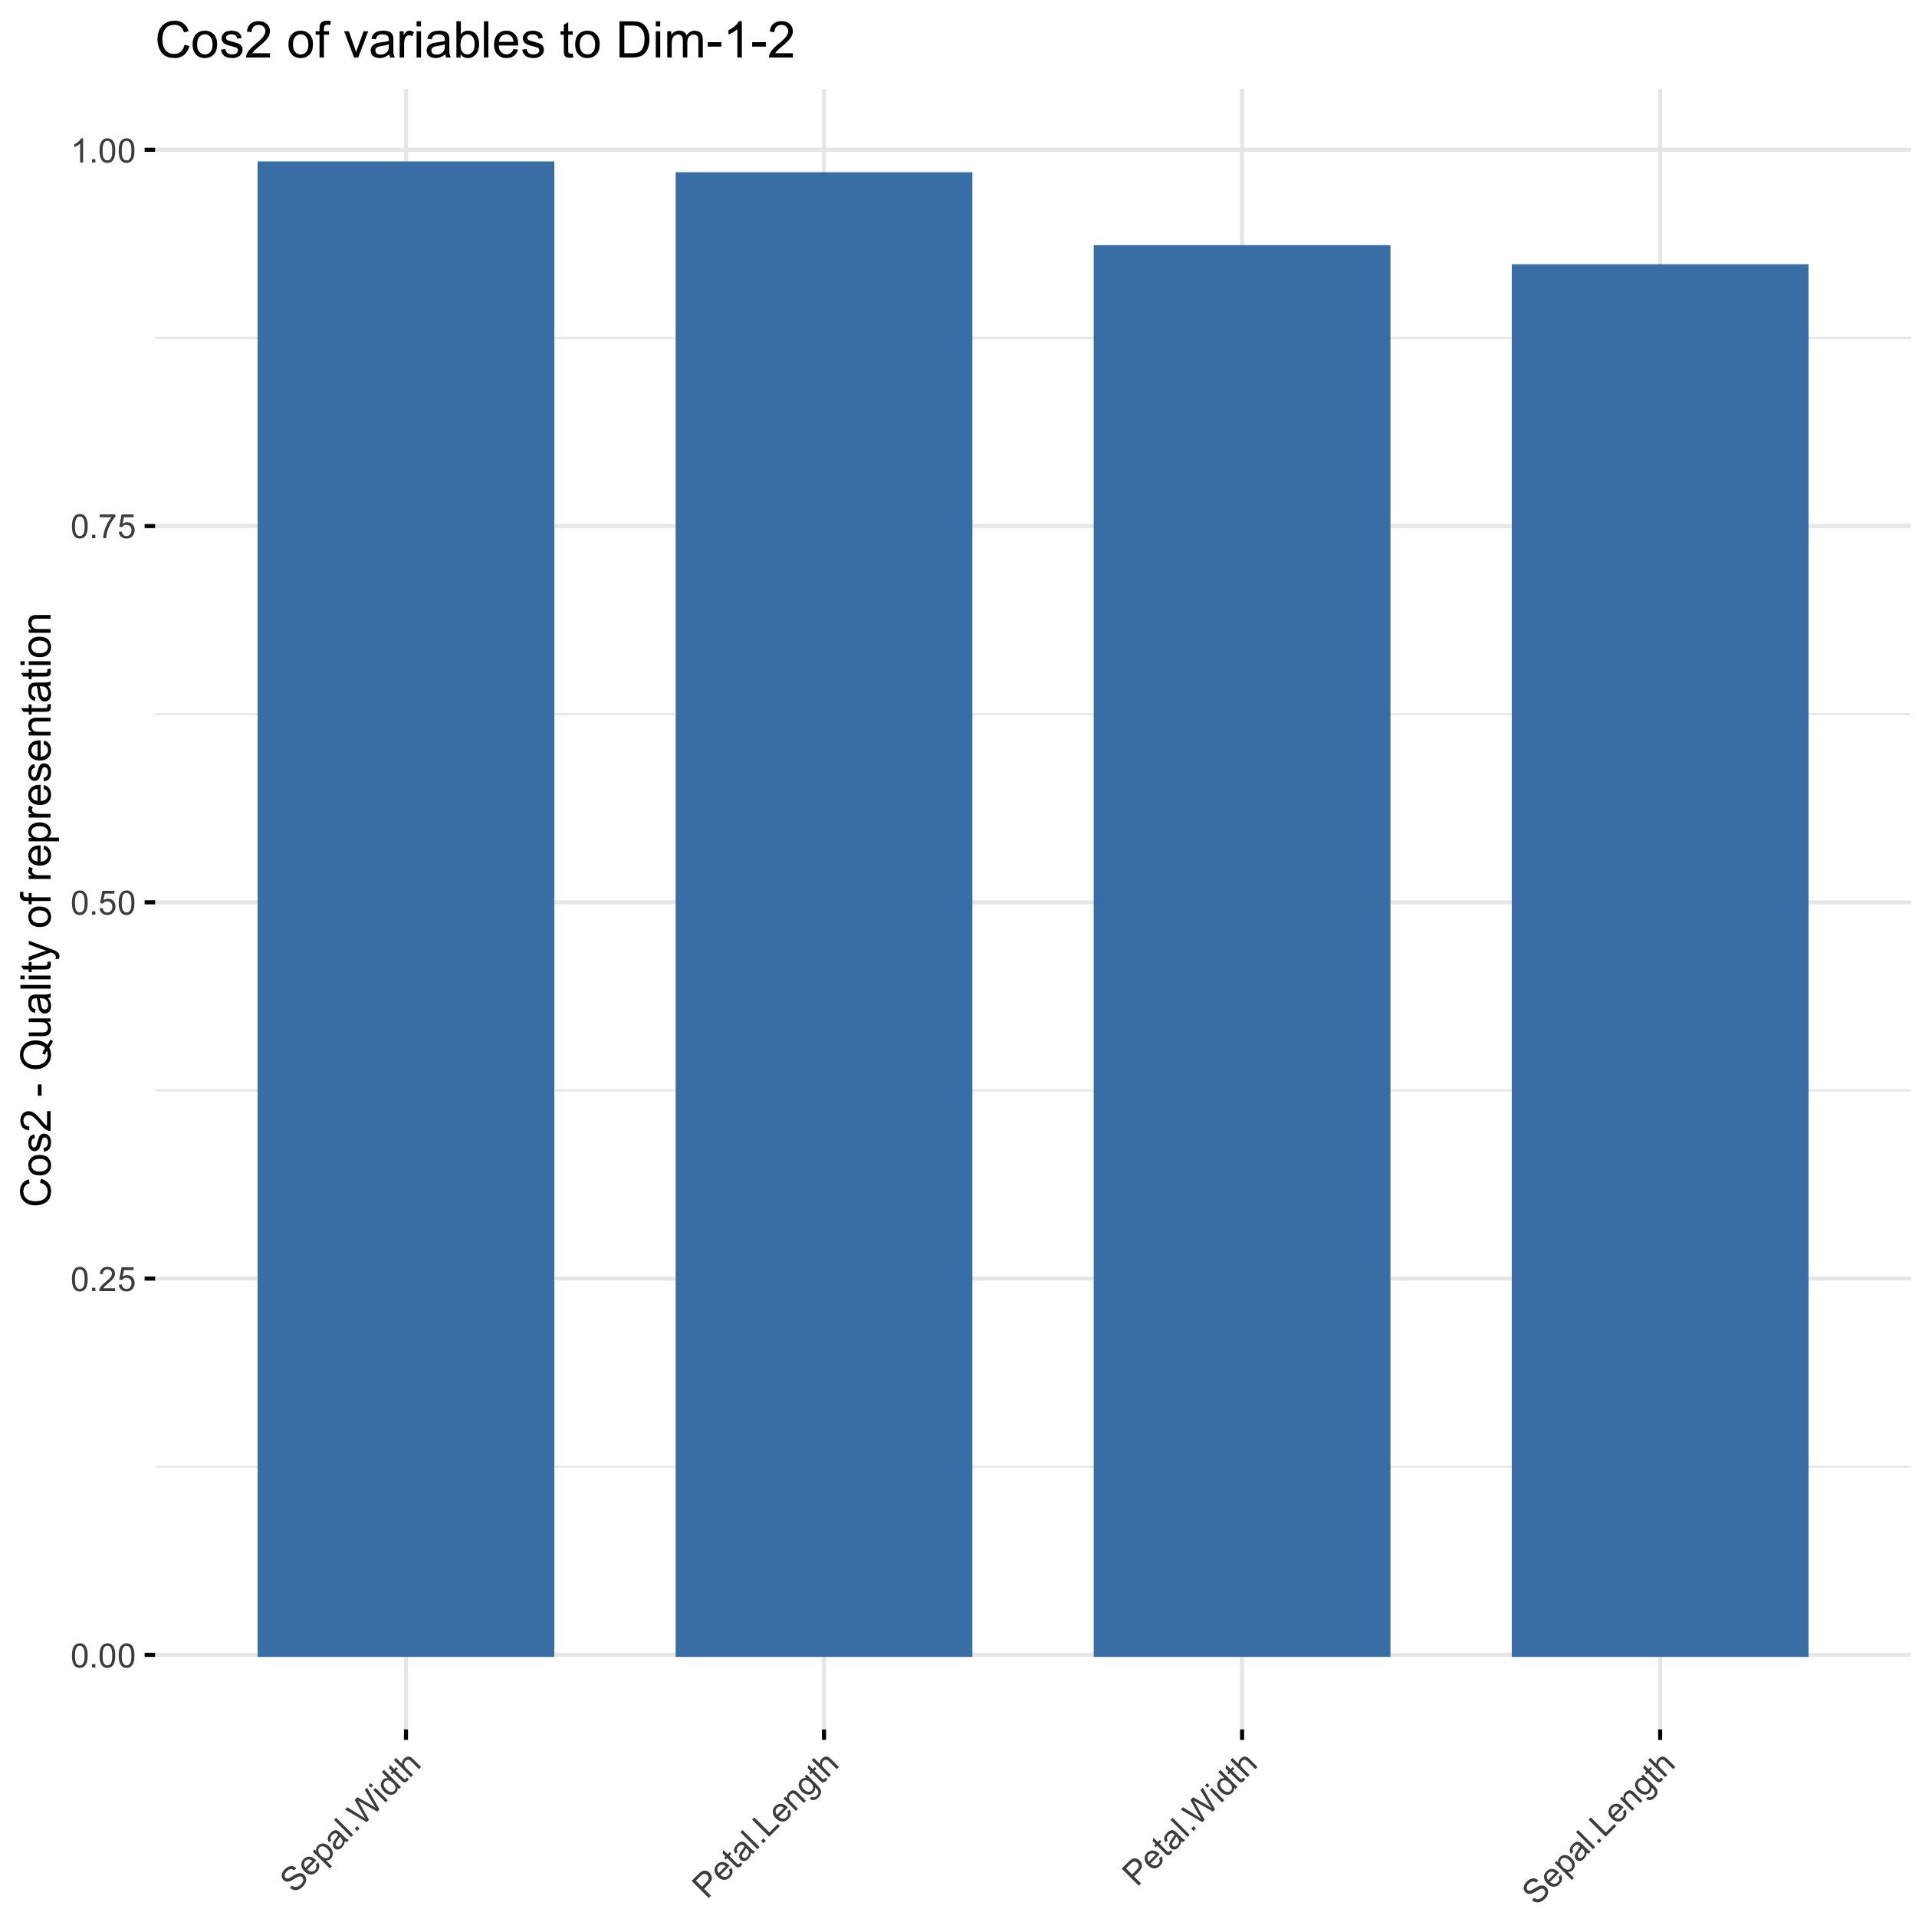 Cos2 of variables to Dim-1-2
Cos2 - Quality of representation
1.00
0.75
0.50
0.25
0.00
Sepal.Width
Petal.Length
Petal.Width
Sepal.Length